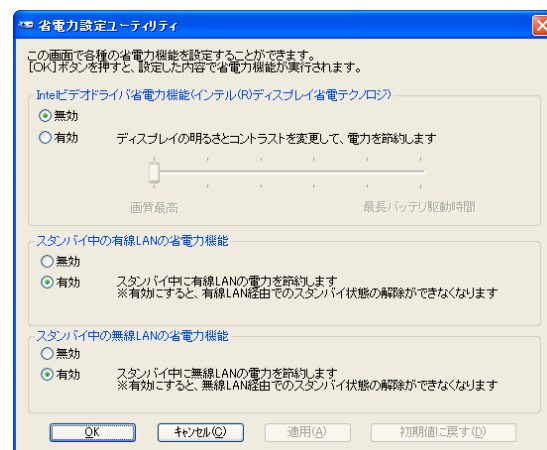 省電力設定ユーティリティ
この画面で各種の省電力機能を設定することができます。
[OK]ボタンを押すと、設定した内容で省電力機能が実行されます。
Intelビデオドライバ省電力機能(インテル(R)ディスプレイ省電テクノロジ)
無効
有効 ディスプレイの明るさとコントラストを変更して、電力を節約します
画質最高 最長バッテリ駆動時間
スタンバイ中の有線LANの省電力機能
無効
有効 スタンバイ中に有線LANの電力を節約します
※有効にすると、有線LAN経由でのスタンバイ状態の解除ができなくなります
スタンバイ中の無線LANの省電力機能
無効
有効 スタンバイ中に無線LANの電力を節約します
※有効にすると、無線LAN経由でのスタンバイ状態の解除ができなくなります
OK キャンセル(C) 適用(A) 初期値に戻す(D)